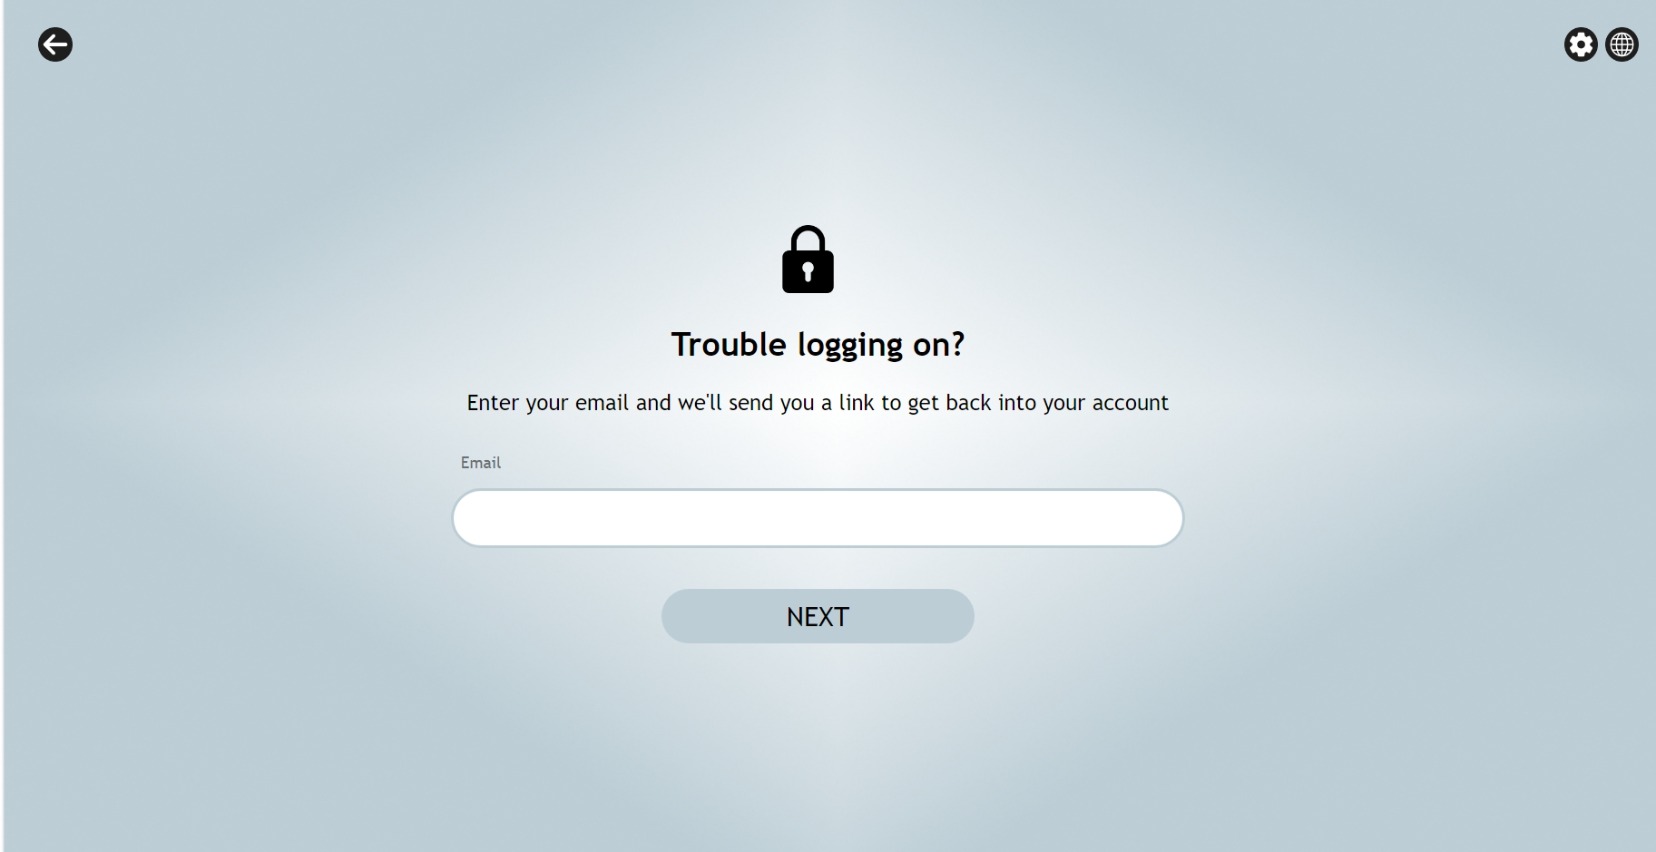 Trouble logging on?
Enter your email and we'll send you a link to get back into your account
Email
NEXT